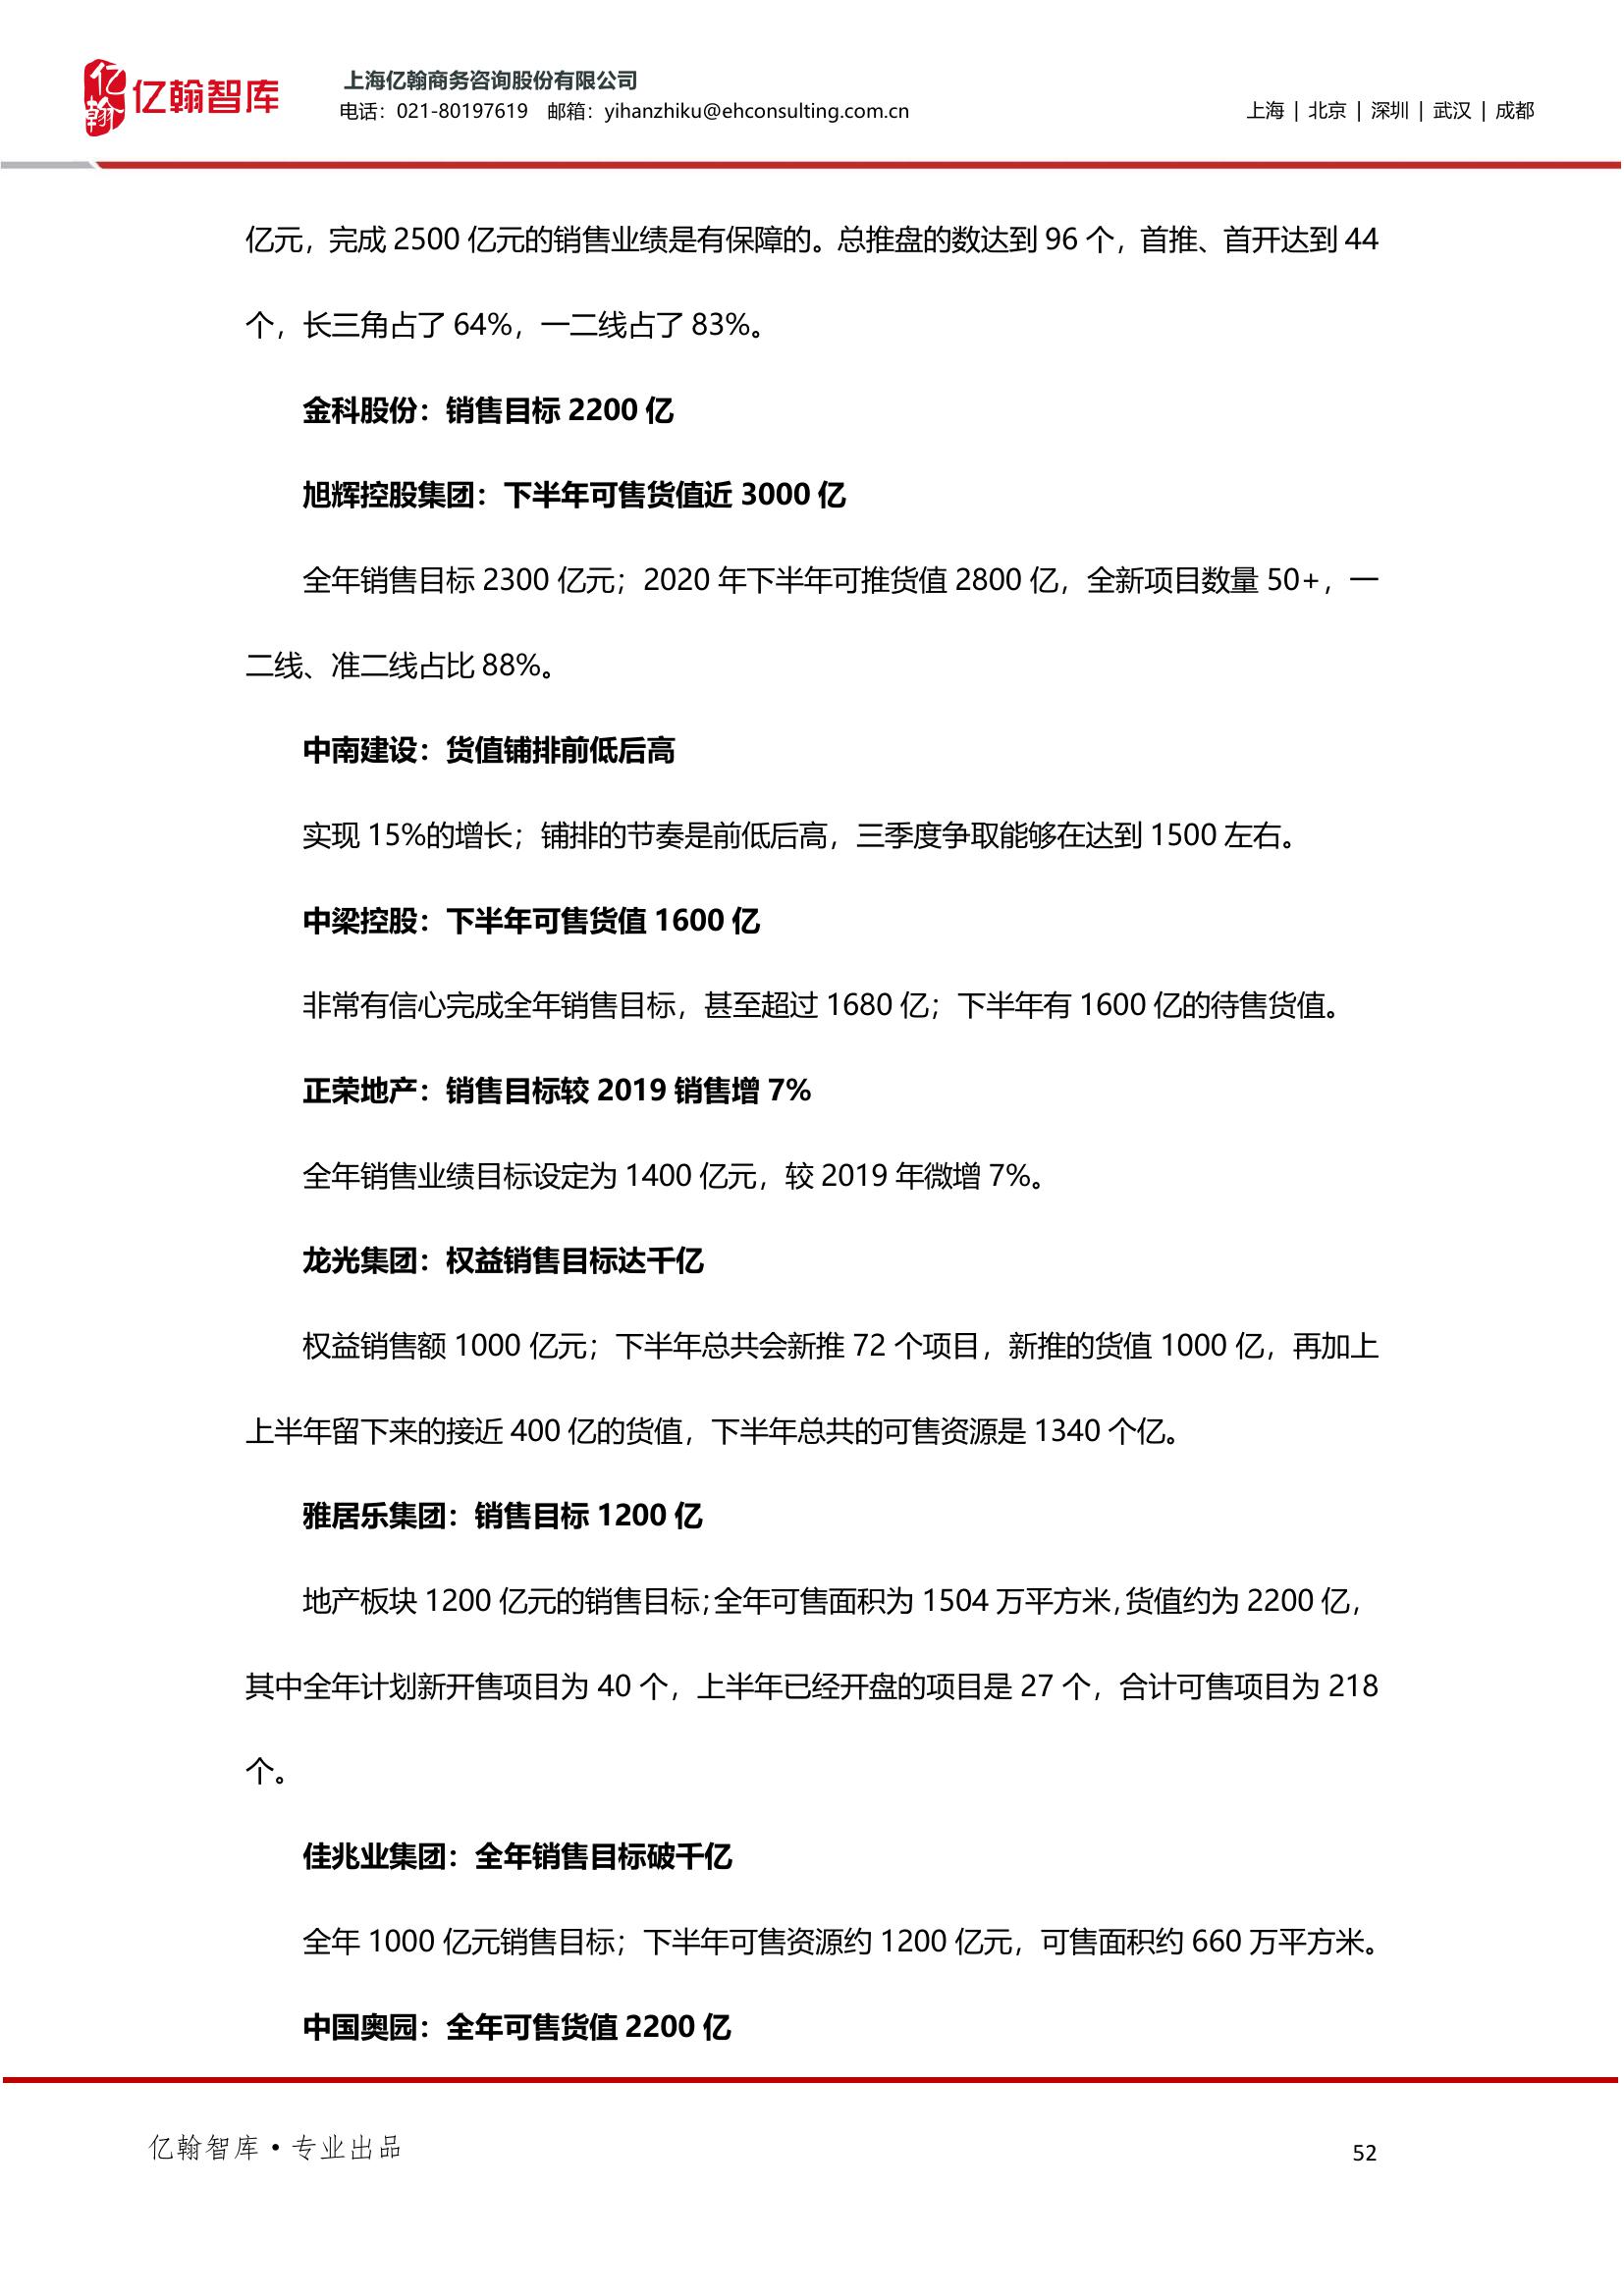 亿翰
亿翰智库
上海亿翰商务咨询股份有限公司
电话：021-80197619 邮箱：yihanzhiku@ehconsulting.com.cn
上海 | 北京 | 深圳 | 武汉 | 成都
亿元，完成 2500 亿元的销售业绩是有保障的。总推盘的数达到 96 个，首推、首开达到 44
个，长三角占了 64%，一二线占了 83%。
金科股份：销售目标 2200 亿
旭辉控股集团：下半年可售货值近 3000 亿
全年销售目标 2300 亿元；2020 年下半年可推货值 2800 亿，全新项目数量 50+，一
二线、准二线占比 88%。
中南建设：货值铺排前低后高
实现 15%的增长；铺排的节奏是前低后高，三季度争取能够在达到 1500 左右。
中梁控股：下半年可售货值 1600 亿
非常有信心完成全年销售目标，甚至超过 1680 亿；下半年有 1600 亿的待售货值。
正荣地产：销售目标较 2019 销售增 7%
全年销售业绩目标设定为 1400 亿元，较 2019 年微增 7%。
龙光集团：权益销售目标达千亿
权益销售额 1000 亿元；下半年总共会新推 72 个项目，新推的货值 1000 亿，再加上
上半年留下来的接近 400 亿的货值，下半年总共的可售资源是 1340 个亿。
雅居乐集团：销售目标 1200 亿
地产板块 1200 亿元的销售目标；全年可售面积为 1504 万平方米，货值约为 2200 亿，
其中全年计划新开售项目为 40 个，上半年已经开盘的项目是 27 个，合计可售项目为 218
个。
佳兆业集团：全年销售目标破千亿
全年 1000 亿元销售目标；下半年可售资源约 1200 亿元，可售面积约 660 万平方米。
中国奥园：全年可售货值 2200 亿
亿翰智库·专业出品
52